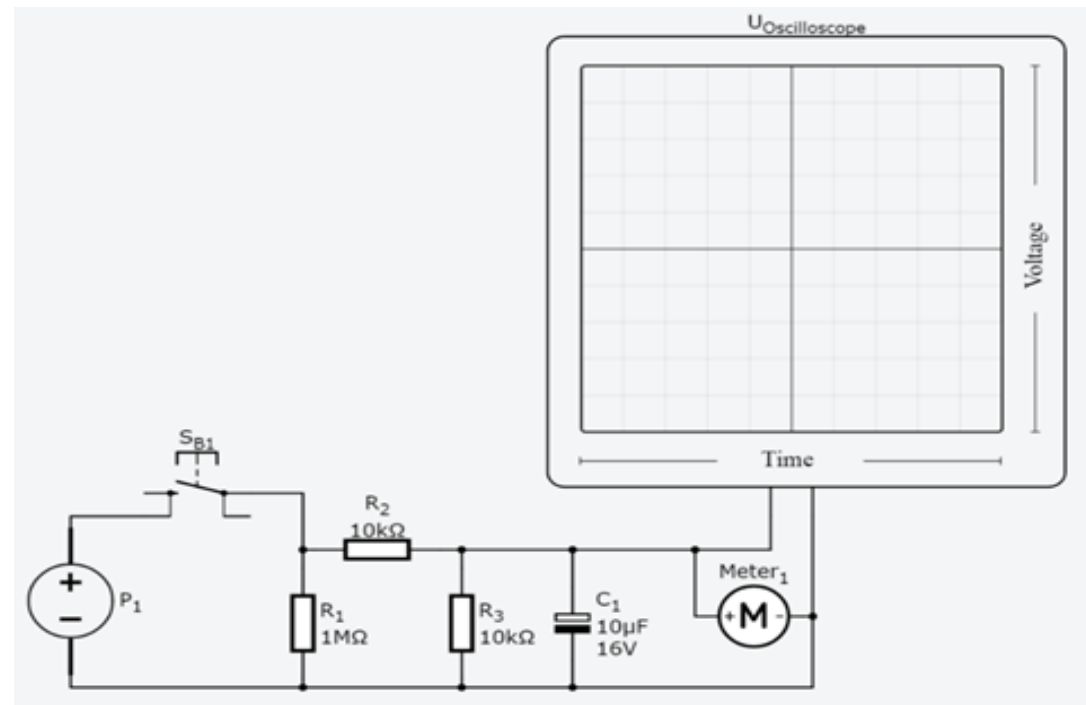 UOscilloscope
Voltage
Time
SB1
R2
10kΩ
P1
+
−
R1
1MΩ
R3
10kΩ
C1
10µF
16V
Meter1
+M-